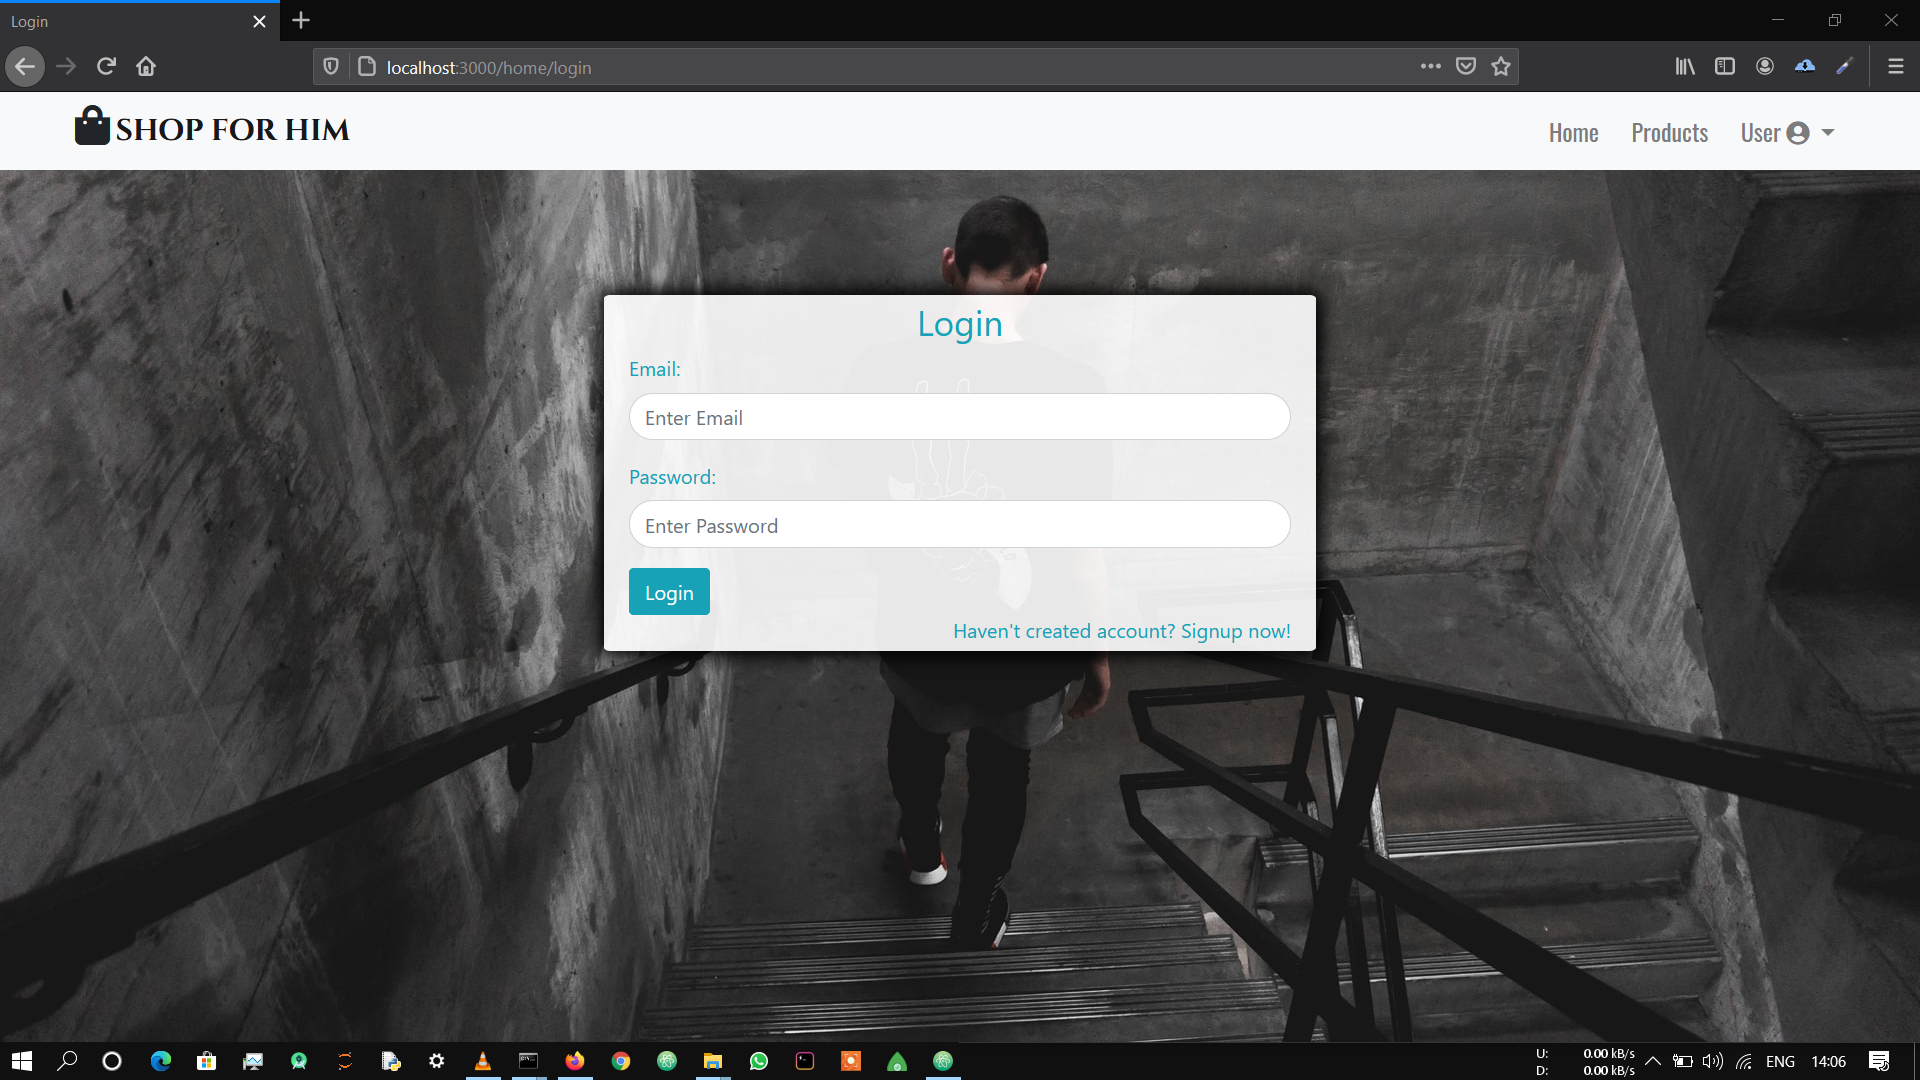 Login
localhost:3000/home/login
SHOP FOR HIM
Home Products User
Login
Email:
Enter Email
Password:
Enter Password
Login
Haven't created account? Signup now!
U: 0.00 kB/s
D: 0.00 kB/s
ENG 14:06